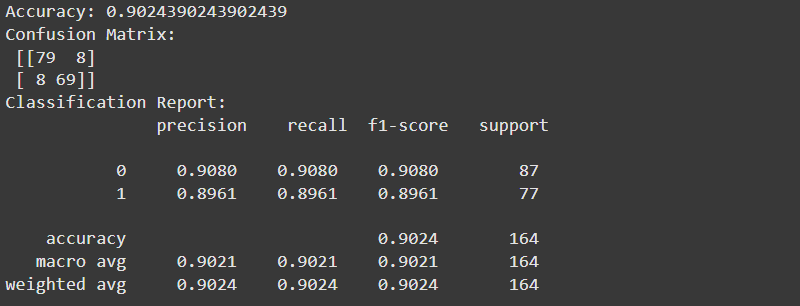 Accuracy: 0.9024390243902439
Confusion Matrix:
 [[79  8]
 [ 8 69]]
Classification Report:
              precision    recall  f1-score   support

           0     0.9080    0.9080    0.9080        87
           1     0.8961    0.8961    0.8961        77

    accuracy                         0.9024       164
   macro avg     0.9021    0.9021    0.9021       164
weighted avg     0.9024    0.9024    0.9024       164